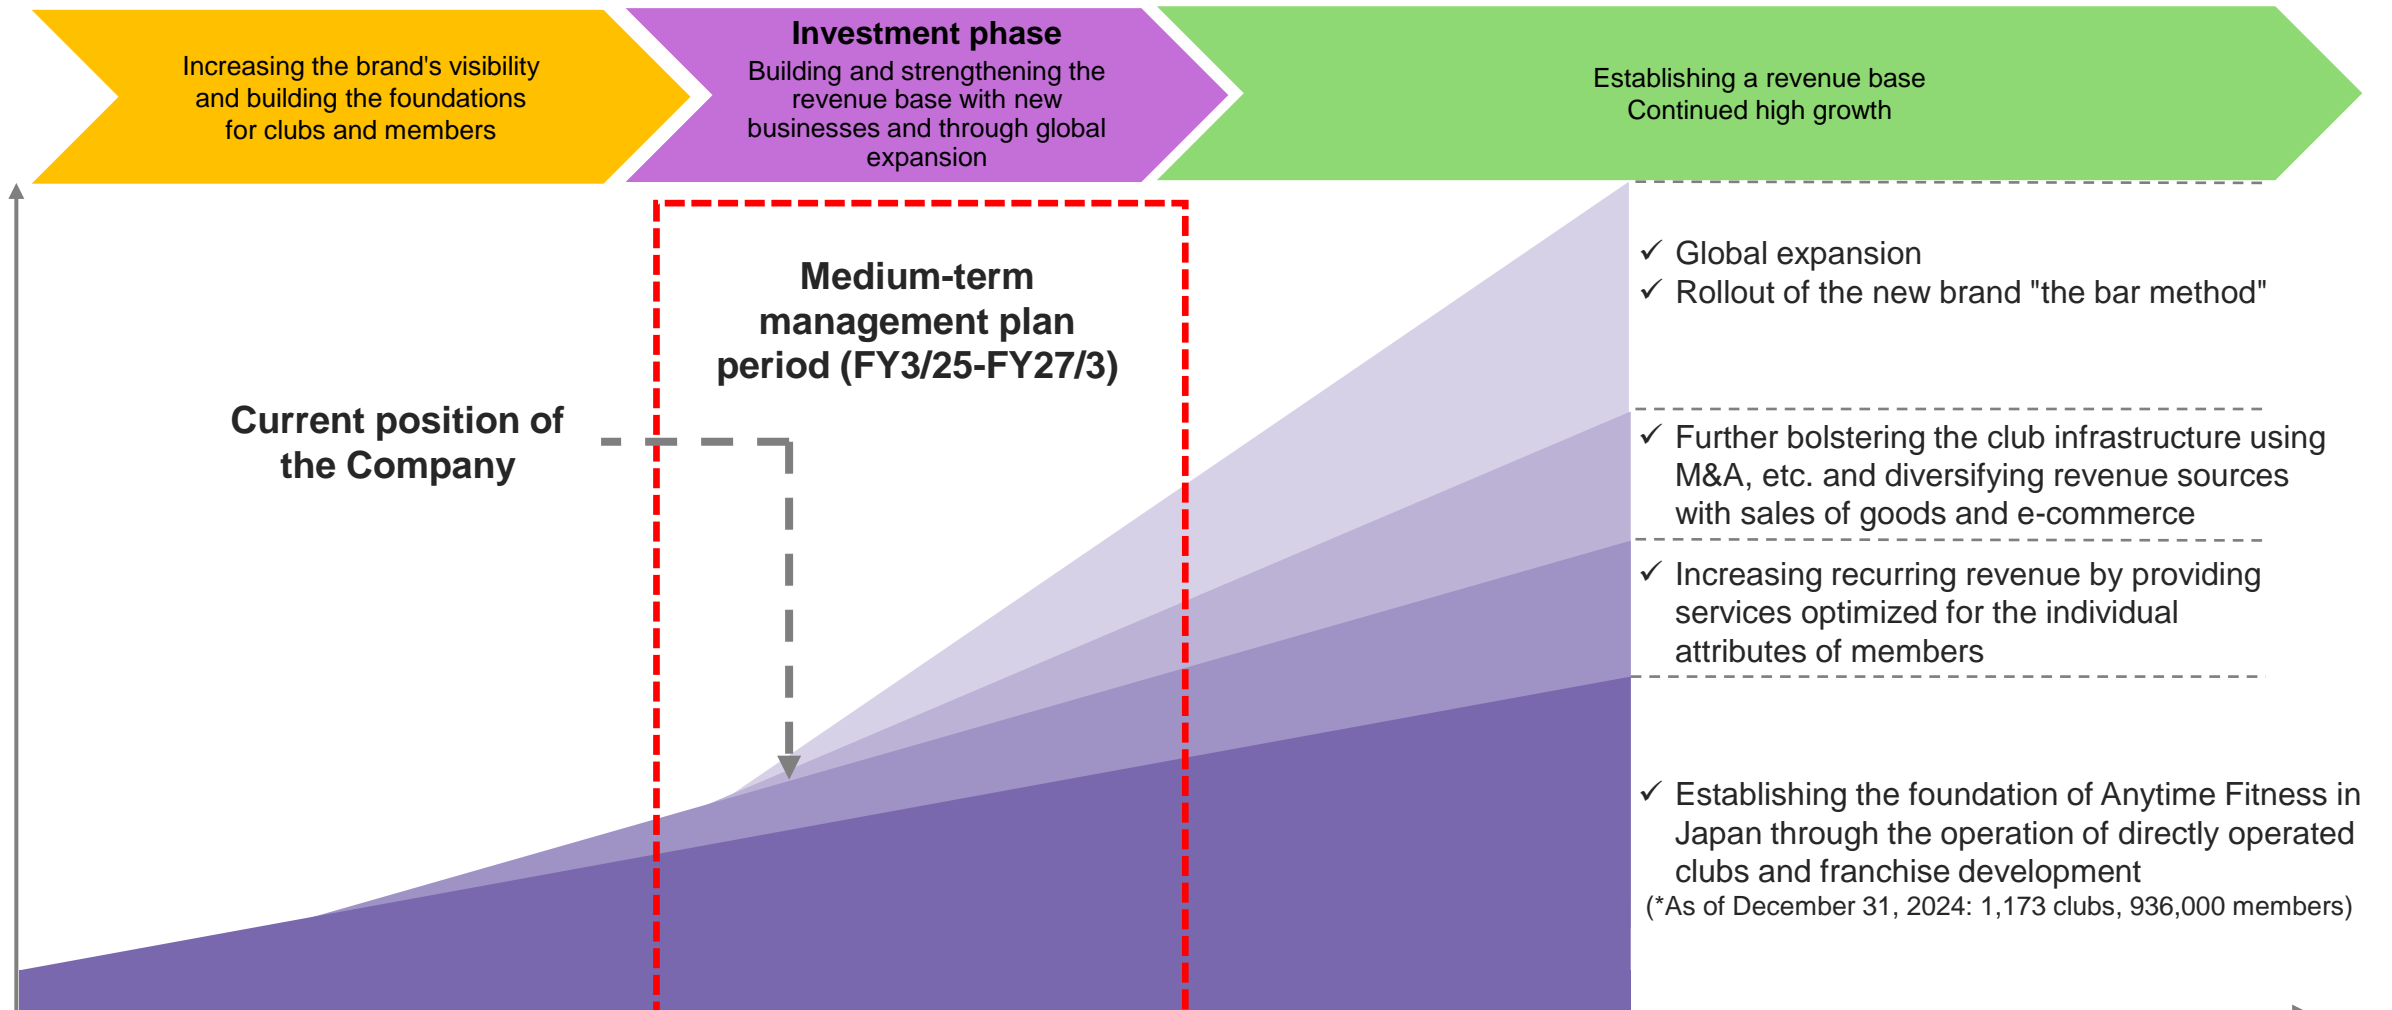 Increasing the brand's visibility
and building the foundations
for clubs and members
Investment phase
Building and strengthening the
revenue base with new
businesses and through global
expansion
Establishing a revenue base
Continued high growth
Medium-term
management plan
period (FY3/25-FY27/3)
Current position of
the Company
✓ Global expansion
✓ Rollout of the new brand "the bar method"
✓ Further bolstering the club infrastructure using
M&A, etc. and diversifying revenue sources
with sales of goods and e-commerce
✓ Increasing recurring revenue by providing
services optimized for the individual
attributes of members
✓ Establishing the foundation of Anytime Fitness in
Japan through the operation of directly operated
clubs and franchise development
(*As of December 31, 2024: 1,173 clubs, 936,000 members)